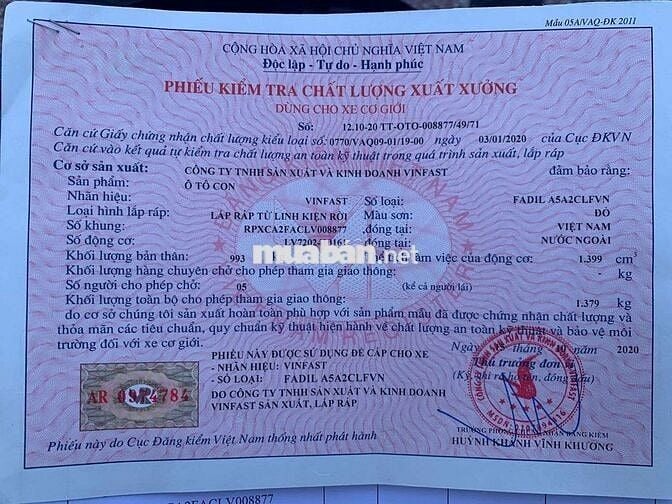 Mẫu 05A/VAQ-ĐK 2011
CỘNG HÒA XÃ HỘI CHỦ NGHĨA VIỆT NAM
Độc lập - Tự do - Hạnh phúc
PHIẾU KIỂM TRA CHẤT LƯỢNG XUẤT XƯỞNG
DÙNG CHO XE CƠ GIỚI
Số: 12.10-20 TT-OTO-008877/49/71
Căn cứ Giấy chứng nhận chất lượng kiểu loại số: 0770/VAQ09-01/19-00 03/01/2020 của Cục ĐKVN
Căn cứ vào kết quả tự kiểm tra chất lượng an toàn kỹ thuật trong quá trình sản xuất, lắp ráp
Cơ sở sản xuất: CÔNG TY TNHH SẢN XUẤT VÀ KINH DOANH VINFAST đảm bảo rằng:
Sản phẩm: Ô TÔ CON
Nhãn hiệu: VINFAST Số loại: FADIL A5A2CLFVN
Loại hình lắp ráp: LẮP RÁP TỪ LINH KIỆN RỜI Màu sơn: ĐỎ
Số khung: RPXCA2FACLV008877 đóng tại: VIỆT NAM
Số động cơ: đóng tại: NƯỚC NGOÀI
Khối lượng bản thân: 993 làm việc của động cơ: 1.399 cm³
Khối lượng hàng chuyên chở cho phép tham gia giao thông: - kg
Số người cho phép chở: 05 (kể cả người lái)
Khối lượng toàn bộ cho phép tham gia giao thông: 1.379 kg
do cơ sở chúng tôi sản xuất hoàn toàn phù hợp với sản phẩm mẫu đã được chứng nhận chất lượng và
thỏa mãn các tiêu chuẩn, quy chuẩn kỹ thuật hiện hành về chất lượng an toàn kỹ thuật và bảo vệ môi
trường đối với xe cơ giới.
muaban.net
PHIẾU NÀY ĐƯỢC SỬ DỤNG ĐỂ CẤP CHO XE
- NHÃN HIỆU: VINFAST
- SỐ LOẠI: FADIL A5A2CLFVN
DO CÔNG TY TNHH SẢN XUẤT VÀ KINH DOANH
VINFAST SẢN XUẤT, LẮP RÁP
Ngày tháng 2020
Thủ trưởng đơn
AR 0974784
Phiếu này do Cục Đăng kiểm Việt Nam thống nhất phát hành
HUỲNH KHANH VĨNH KHƯƠNG